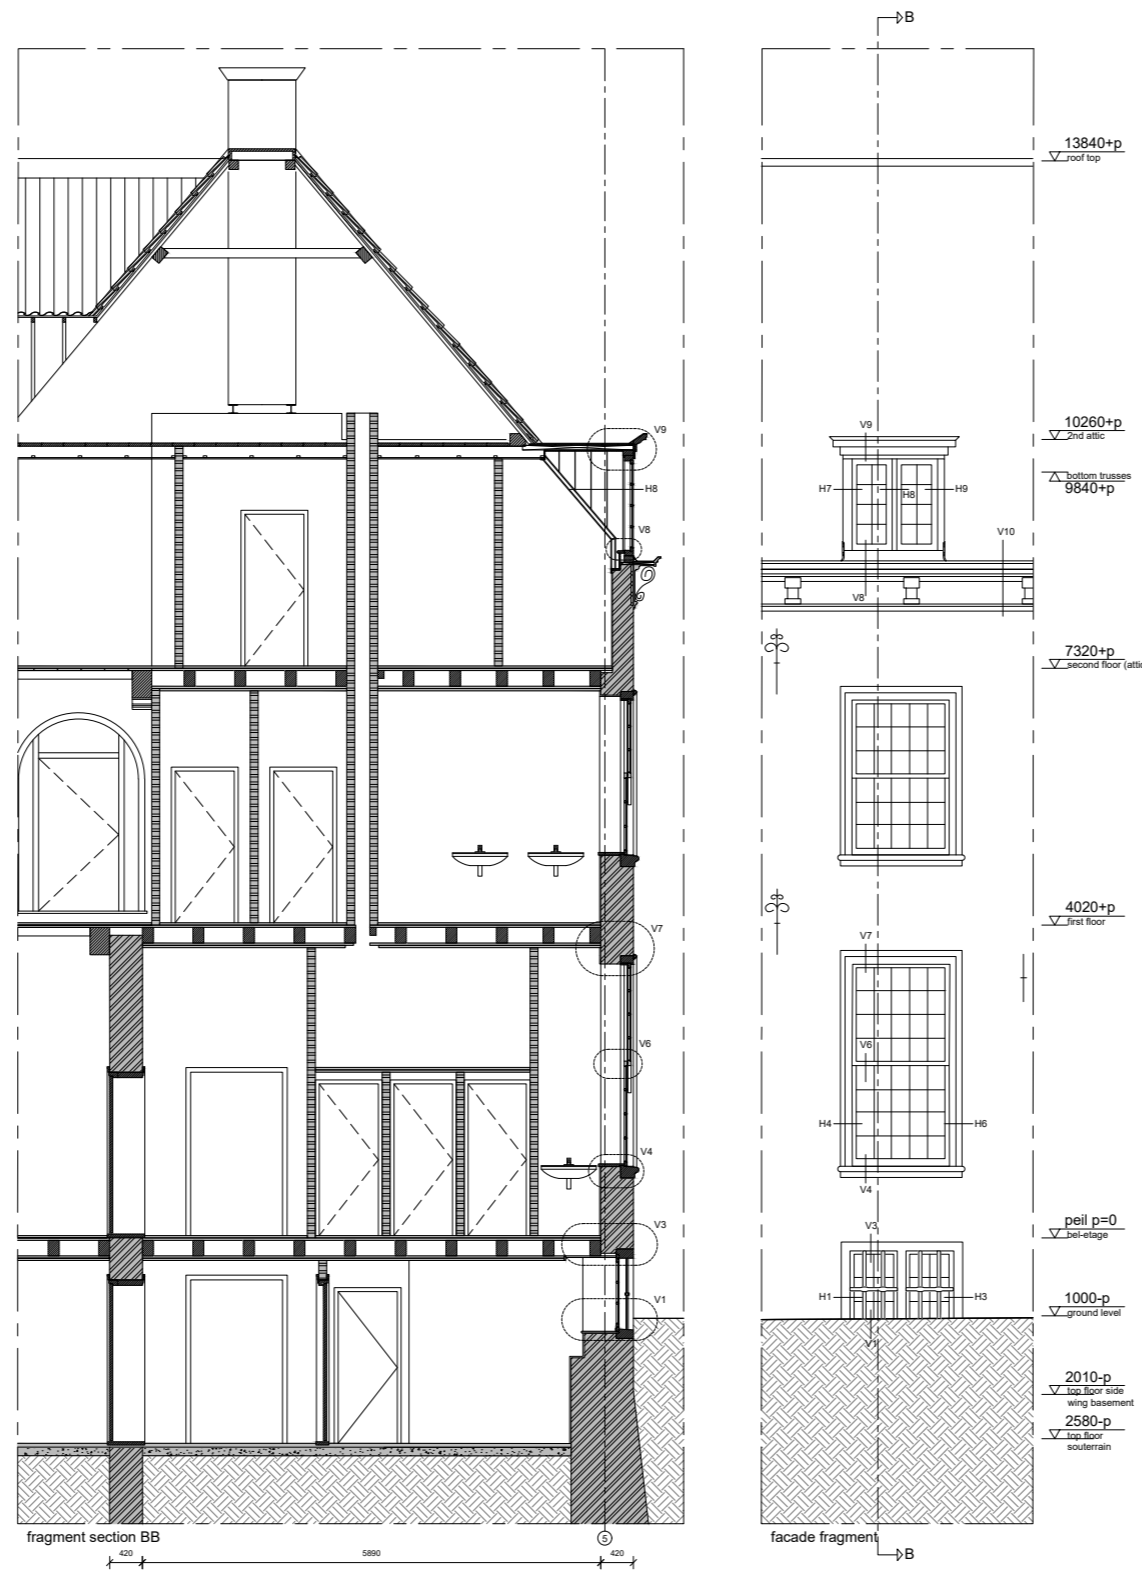 B
13840+p
roof top
10260+p
2nd attic
bottom trusses
9840+p
V9
V9
H8
H7
H8
H9
V8
V10
V8
7320+p
second floor (attic
4020+p
first floor
V7
V7
V6
V6
H4
H6
V4
V4
peil p=0
bel-etage
V3
V3
V1
H1
H3
V1
1000-p
ground level
2010-p
top floor side
wing basement
2580-p
top floor
souterrain
fragment section BB
5
facade fragment
B
420
5890
420